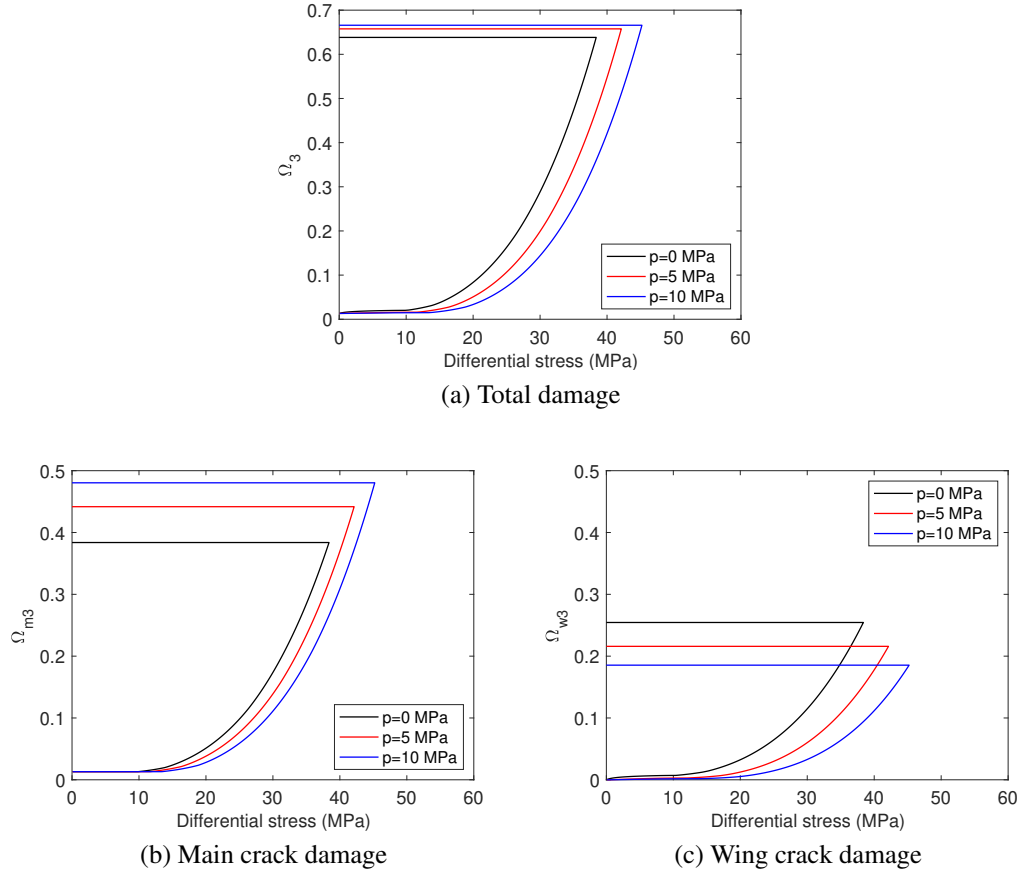 0.7
0.6
0.5
0.4
0.3
0.2
0.1
0
Ω3
p=0 MPa
p=5 MPa
p=10 MPa
0 10 20 30 40 50 60
Differential stress (MPa)
(a) Total damage
0.5
0.4
0.3
0.2
0.1
0
Ωm3
p=0 MPa
p=5 MPa
p=10 MPa
0 10 20 30 40 50 60
Differential stress (MPa)
(b) Main crack damage
0.5
0.4
0.3
0.2
0.1
0
Ωw3
p=0 MPa
p=5 MPa
p=10 MPa
0 10 20 30 40 50 60
Differential stress (MPa)
(c) Wing crack damage